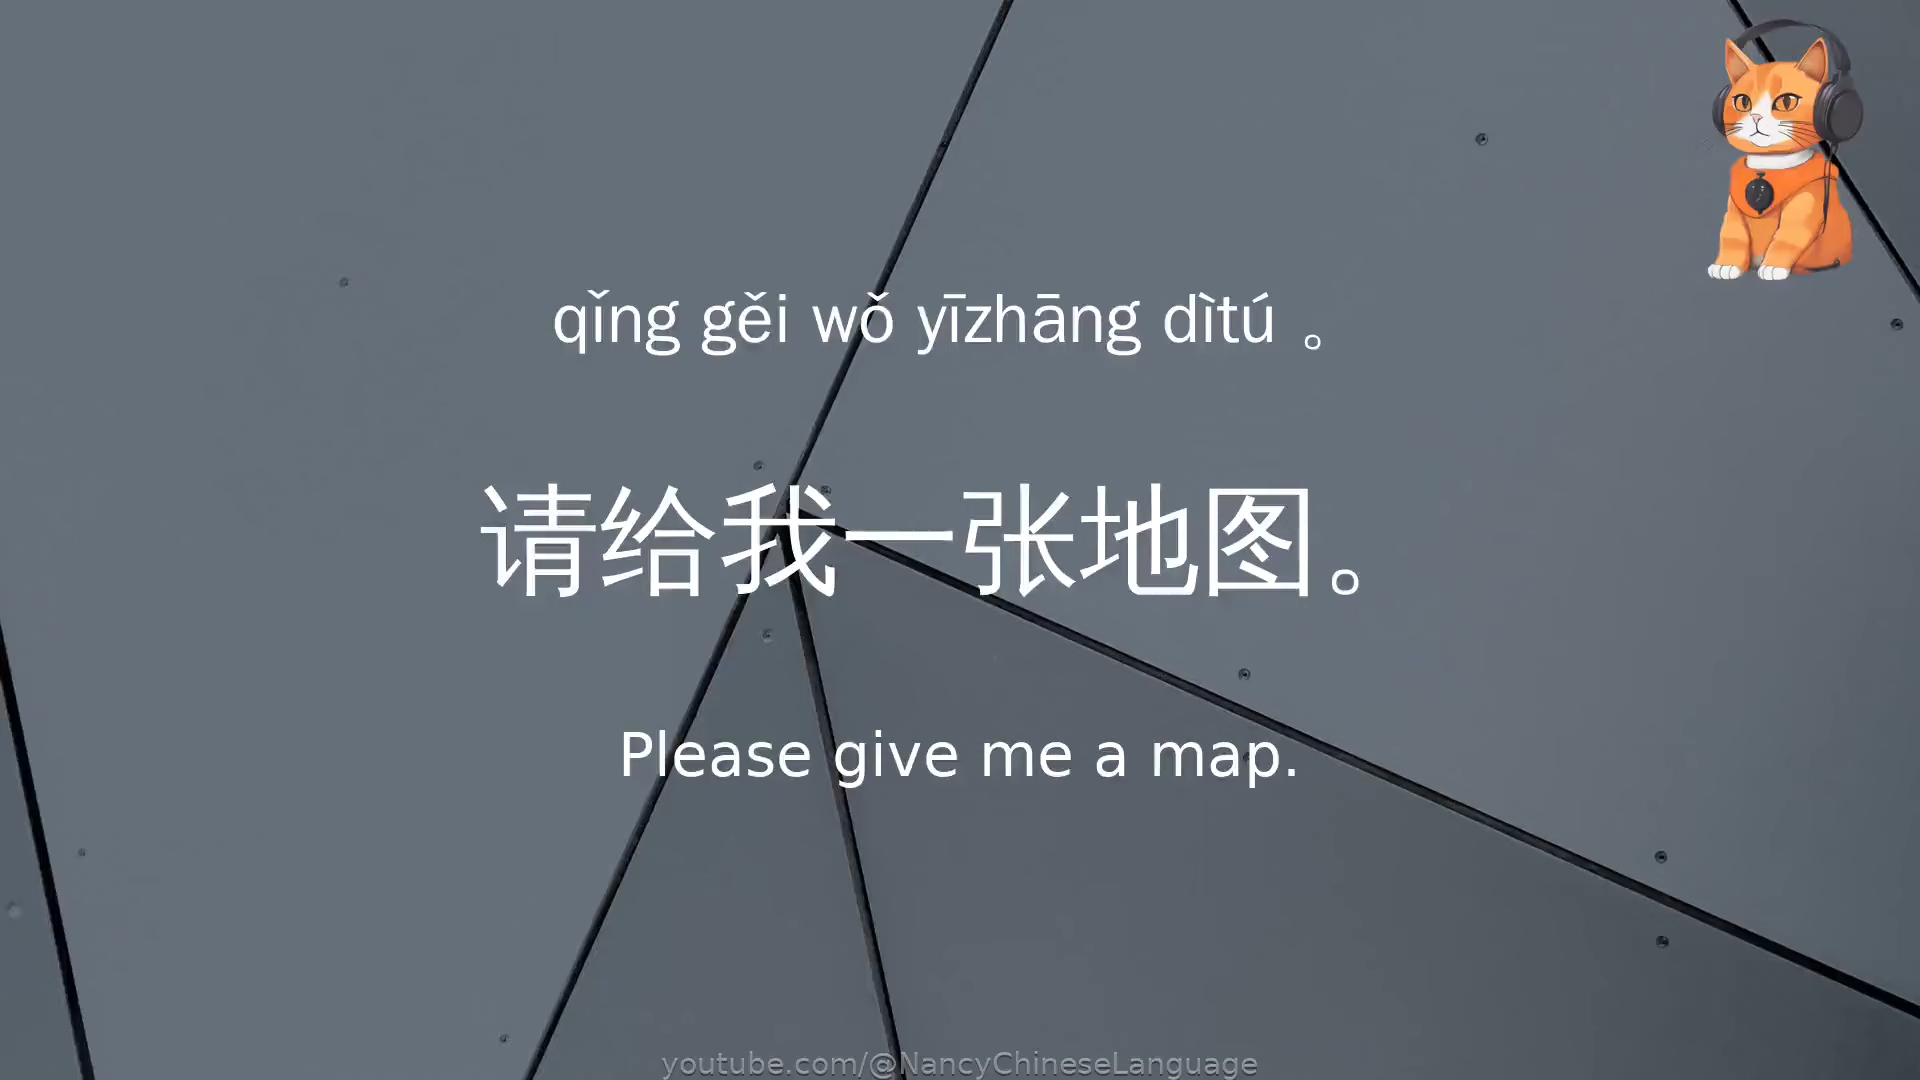 qǐng gěi wǒ yīzhāng dìtú 。
请给我一张地图。
Please give me a map.
youtube.com/@NancyChineseLanguage